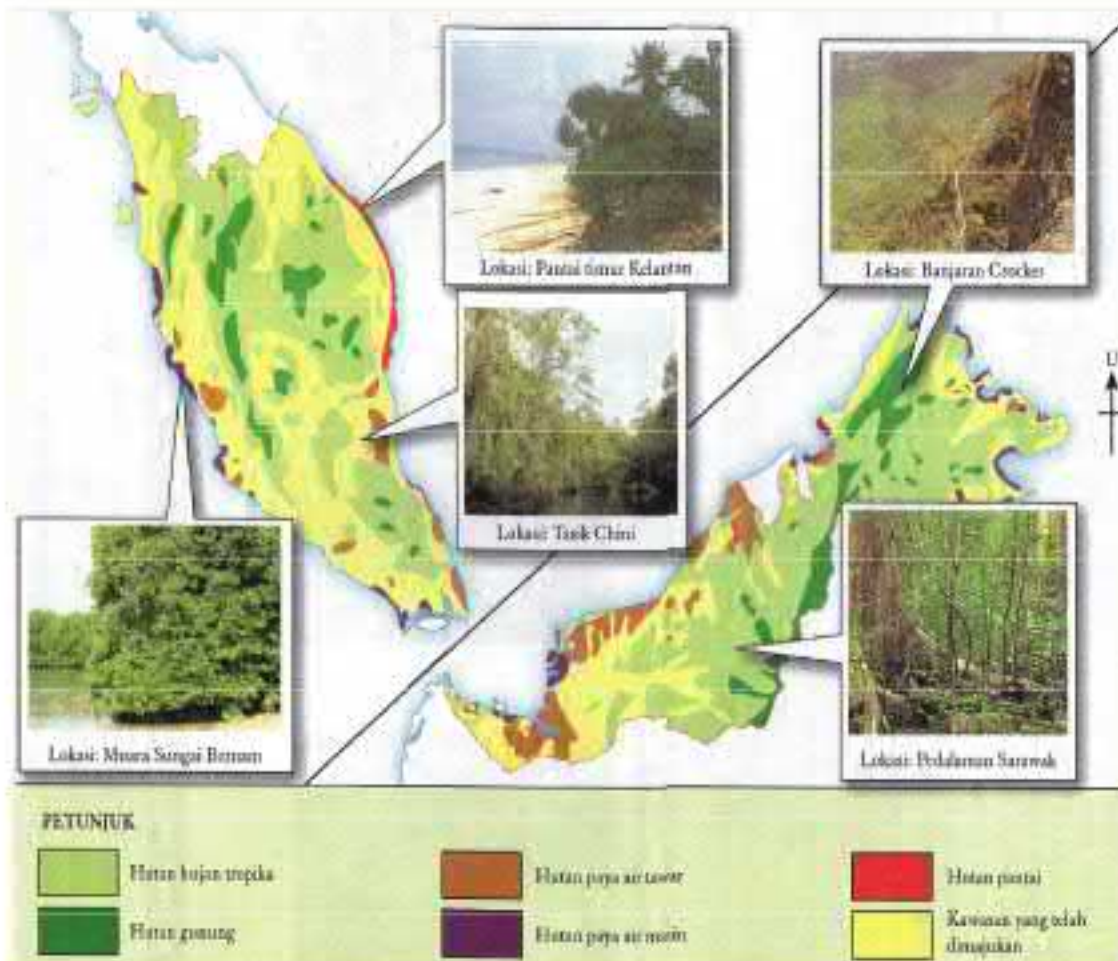 Lokasi: Pantai timur Kelantan
Lokasi: Banjaran Crocker
U
Lokasi: Tasik Chini
Lokasi: Muara Sungai Bernam
Lokasi: Pedalaman Sarawak
PETUNJUK
Hutan hujan tropika
Hutan paya air tawar
Hutan pantai
Hutan gunung
Hutan paya air masin
Kawasan yang telah
dimajukan